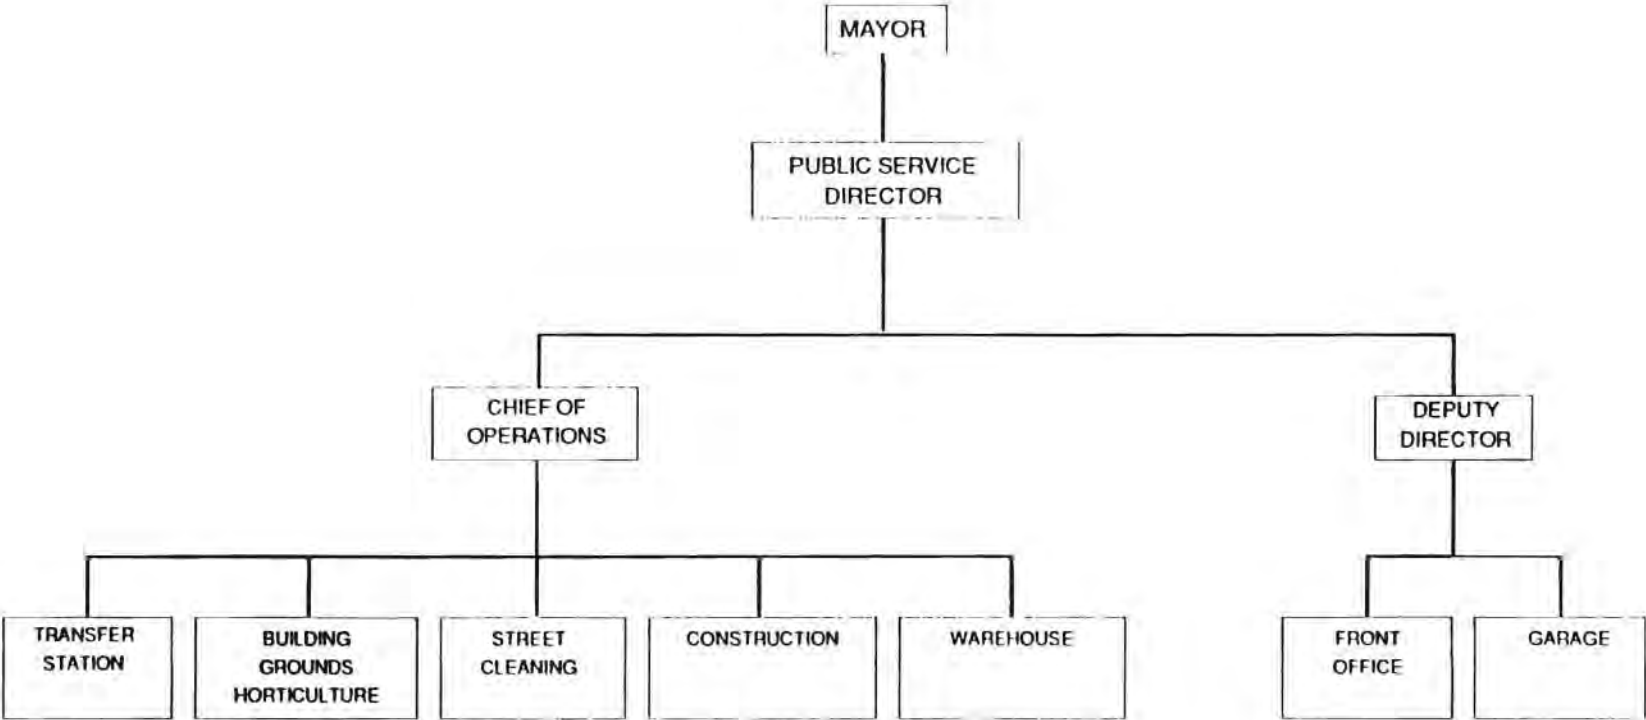 MAYOR
PUBLIC SERVICE
DIRECTOR
CHIEF OF
OPERATIONS
DEPUTY
DIRECTOR
TRANSFER
STATION
BUILDING
GROUNDS
HORTICULTURE
STREET
CLEANING
CONSTRUCTION
WAREHOUSE
FRONT
OFFICE
GARAGE